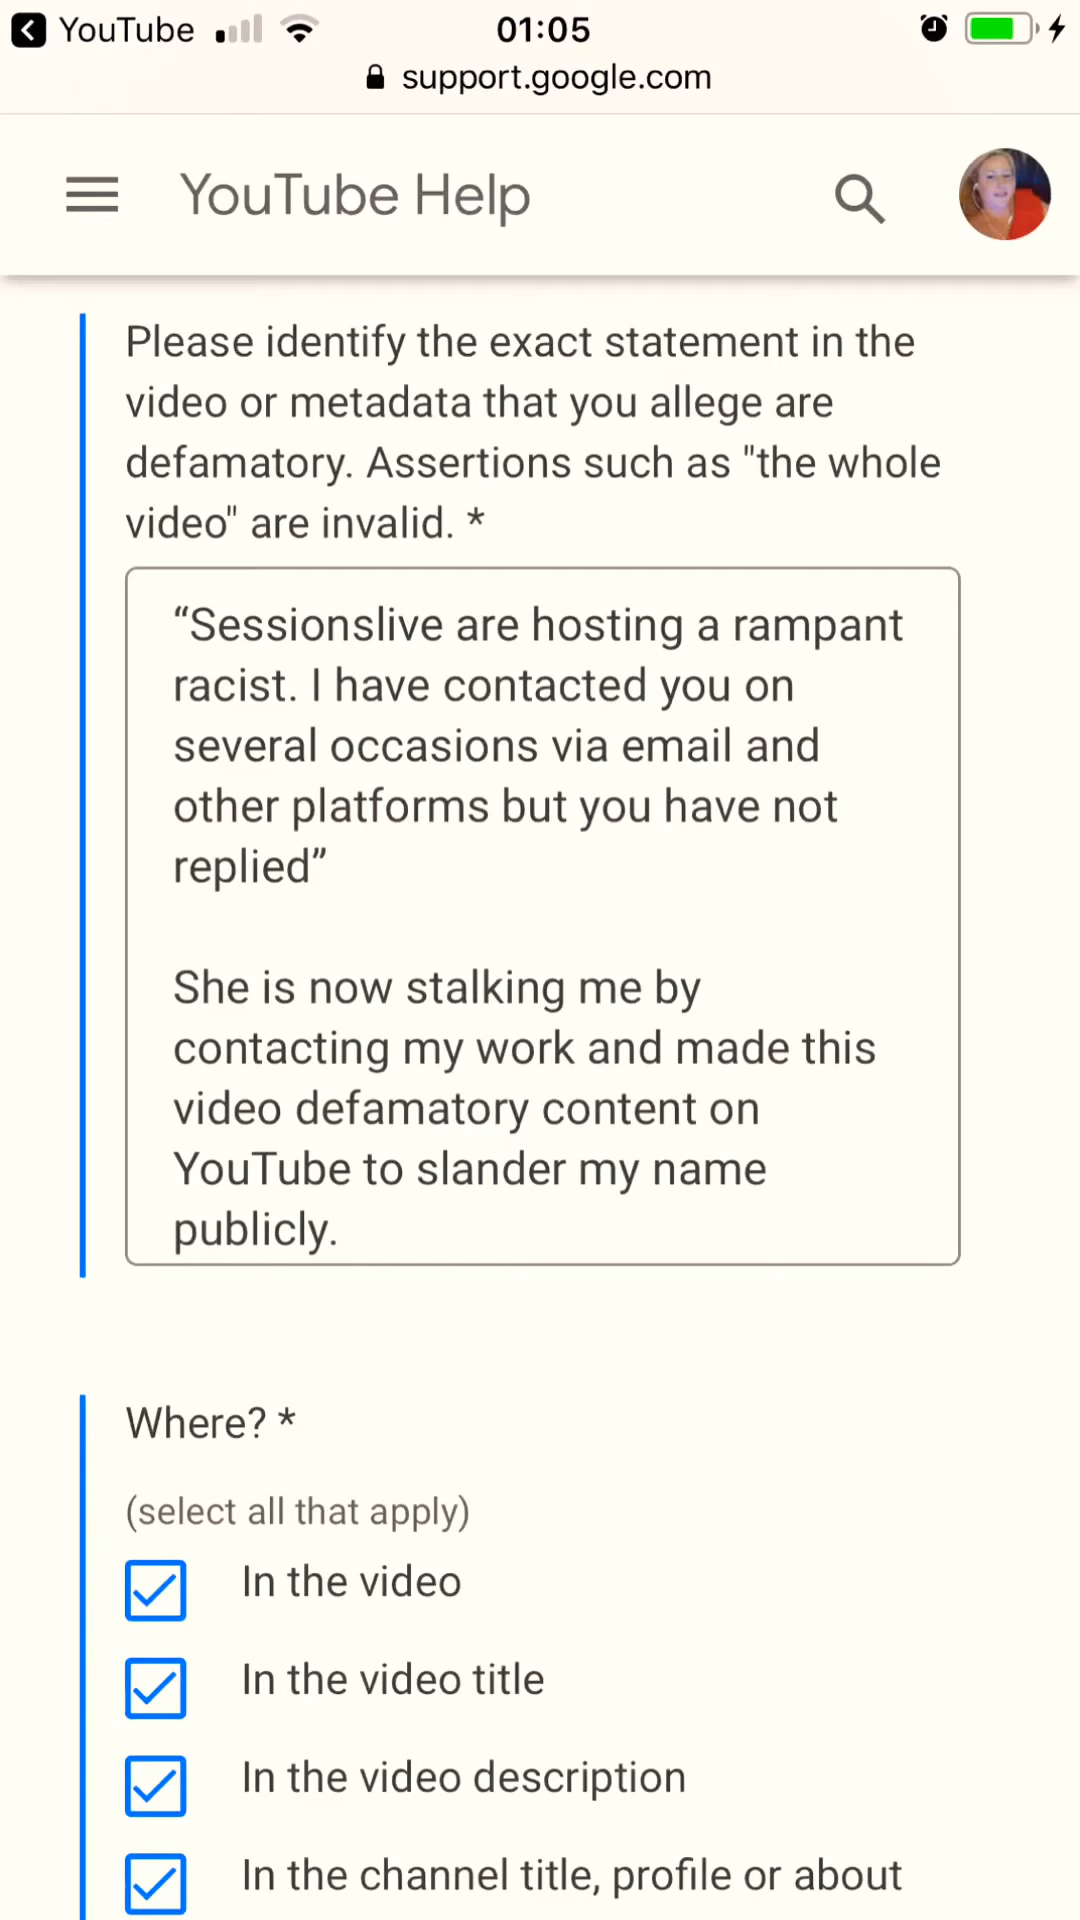 YouTube
01:05
support.google.com
YouTube Help
Please identify the exact statement in the
video or metadata that you allege are
defamatory. Assertions such as "the whole
video" are invalid. *
“Sessionslive are hosting a rampant
racist. I have contacted you on
several occasions via email and
other platforms but you have not
replied”
She is now stalking me by
contacting my work and made this
video defamatory content on
YouTube to slander my name
publicly.
Where? *
(select all that apply)
In the video
In the video title
In the video description
In the channel title, profile or about